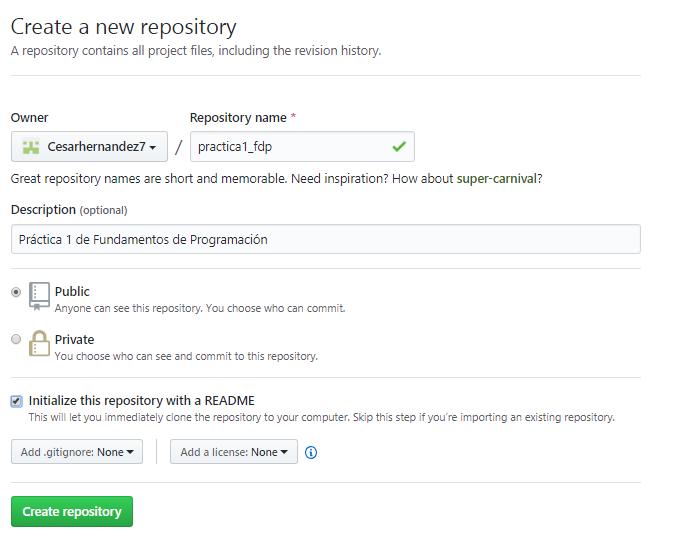 Create a new repository
A repository contains all project files, including the revision history.
Owner
Repository name *
Cesarhernandez7
/
practica1_fdp
Great repository names are short and memorable. Need inspiration? How about super-carnival?
Description (optional)
Práctica 1 de Fundamentos de Programación
Public
Anyone can see this repository. You choose who can commit.
Private
You choose who can see and commit to this repository.
Initialize this repository with a README
This will let you immediately clone the repository to your computer. Skip this step if you're importing an existing repository.
Add .gitignore: None
Add a license: None
Create repository